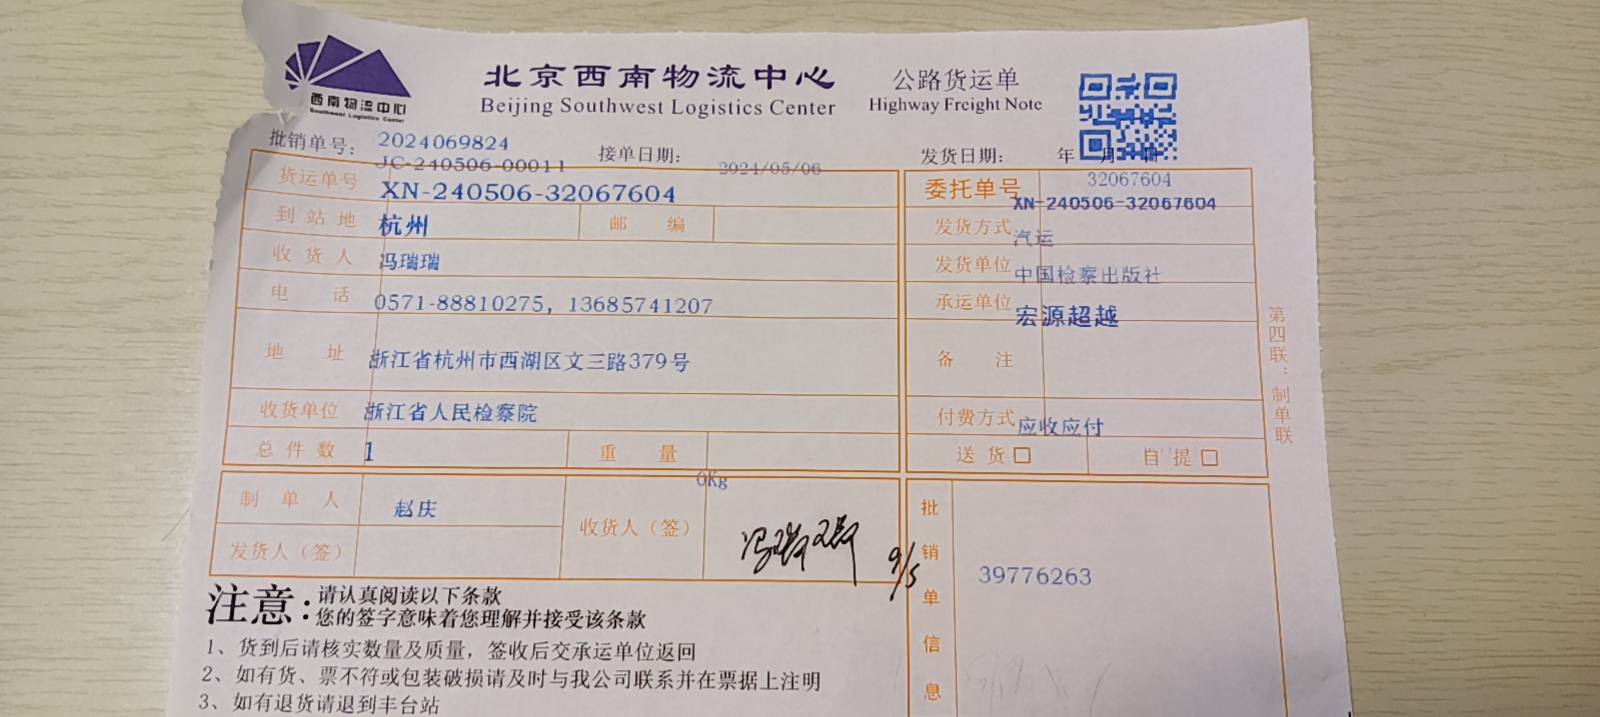 西南物流中心
Southwest Logistics Center
北京西南物流中心
Beijing Southwest Logistics Center
公路货运单
Highway Freight Note
批销单号: 2024069824
JC-240506-00011
接单日期: 2024/05/06
发货日期: 年 月 日
货运单号 XN-240506-32067604
委托单号 32067604
XN-240506-32067604
到站地 杭州 邮编
发货方式 汽运
收货人 冯瑞瑞
发货单位 中国检察出版社
电话 0571-88810275, 13685741207
承运单位 宏源超越
地址 浙江省杭州市西湖区文三路379号
备注
收货单位 浙江省人民检察院
付费方式 应收应付
总件数 1 重量 0Kg
送货□ 自提□
制单人 赵庆
收货人(签) 冯瑞瑞 9/5
发货人(签)
批销单信息 39776263
第四联:制单联
注意: 请认真阅读以下条款
您的签字意味着您理解并接受该条款
1、货到后请核实数量及质量,签收后交承运单位返回
2、如有货、票不符或包装破损请及时与我公司联系并在票据上注明
3、如有退货请退到丰台站